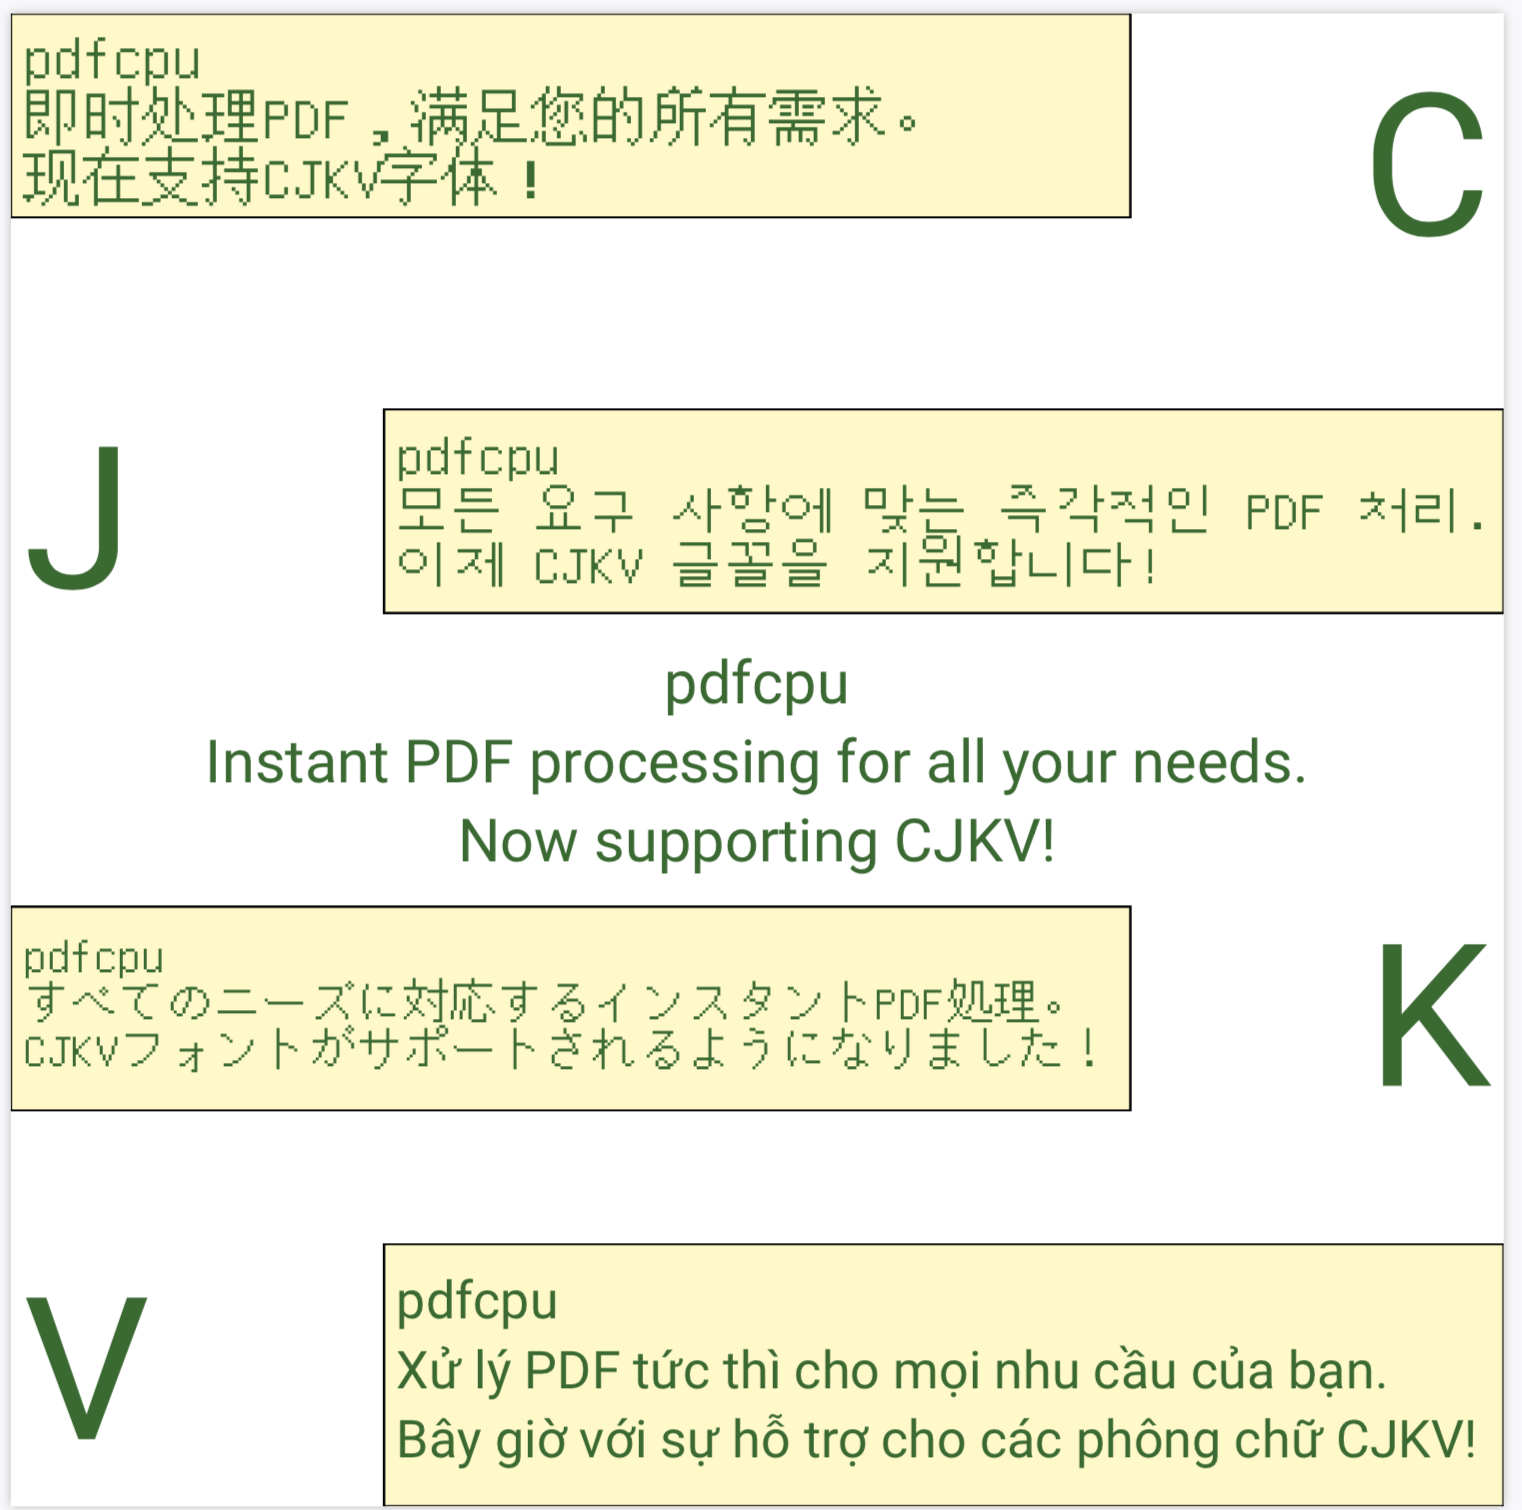 pdfcpu
即时处理PDF，满足您的所有需求。
现在支持CJKV字体！
C
J
pdfcpu
모든 요구 사항에 맞는 즉각적인 PDF 처리.
이제 CJKV 글꼴을 지원합니다!
pdfcpu
Instant PDF processing for all your needs.
Now supporting CJKV!
pdfcpu
すべてのニーズに対応するインスタントPDF処理。
CJKVフォントがサポートされるようになりました！
K
V
pdfcpu
Xử lý PDF tức thì cho mọi nhu cầu của bạn.
Bây giờ với sự hỗ trợ cho các phông chữ CJKV!